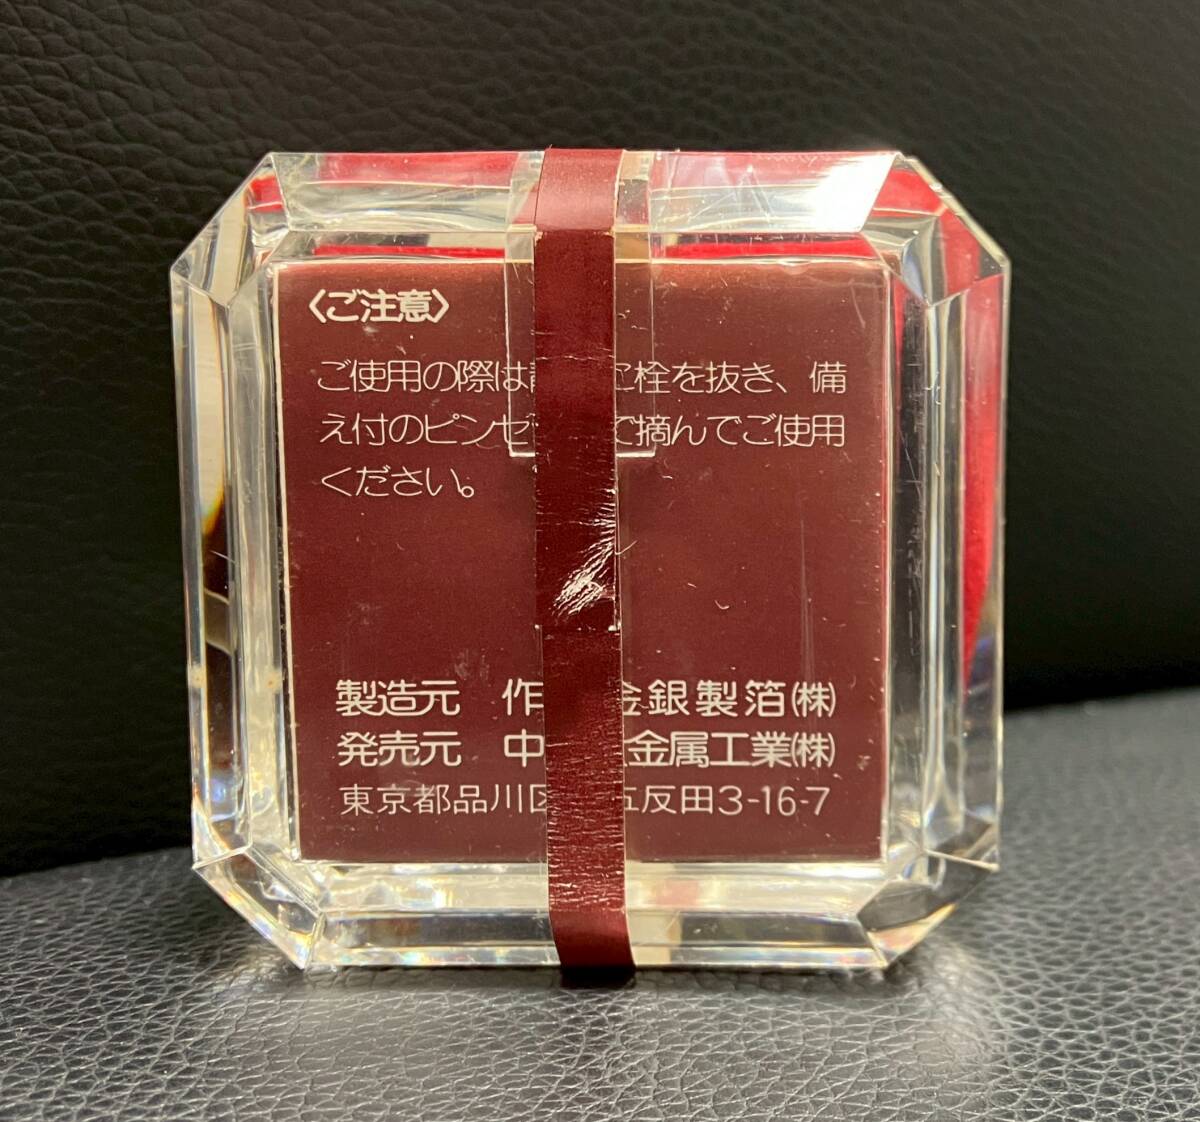 〈ご注意〉
ご使用の際は に栓を抜き、備
え付のピンセ で摘んでご使用
ください。
製造元 作 金銀製箔㈱
発売元 中 金属工業㈱
東京都品川区 五反田3-16-7